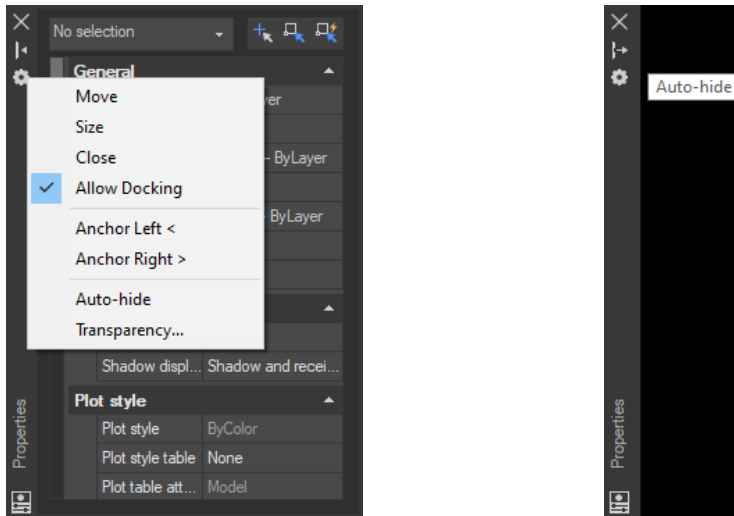 No selection
General
Move
yer
Size
Close
- ByLayer
Allow Docking
ByLayer
Anchor Left <
Anchor Right >
Auto-hide
Transparency...
Shadow displ... Shadow and recei...
Plot style
Plot style ByColor
Plot style table None
Plot table att... Model
Properties
Auto-hide
Properties